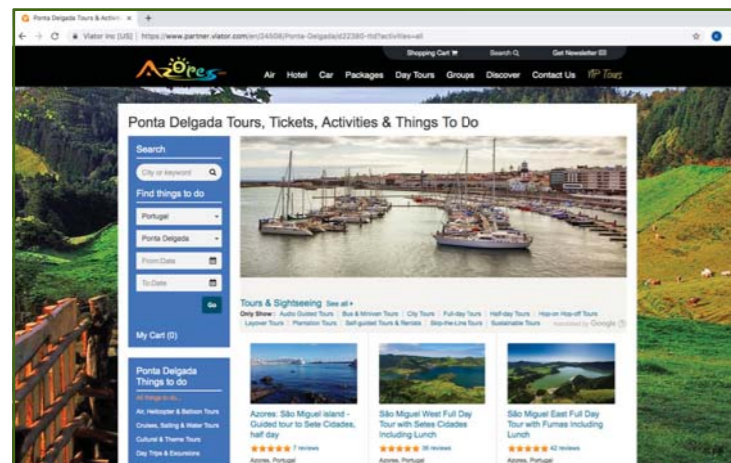 Ponta Delgada Tours & Activiti
Viator Inc [US] | https://www.partner.viator.com/en/24508/Ponta-Delgada/d22380-ttd?activities=all
Shopping Cart Search Get Newsletter
Azores
Air Hotel Car Packages Day Tours Groups Discover Contact Us VIP Tours
Ponta Delgada Tours, Tickets, Activities & Things To Do
Search
City or keyword
Find things to do
Portugal
Ponta Delgada
From:Date
To:Date
Go
My Cart (0)
Tours & Sightseeing See all
Only Show: Audio Guided Tours | Bus & Minivan Tours | City Tours | Full-day Tours | Half-day Tours | Hop-on Hop-off Tours
Layover Tours | Plantation Tours | Self-guided Tours & Rentals | Skip-the-Line Tours | Sustainable Tours
translated by Google
Ponta Delgada
Things to do
All things to do...
Air, Helicopter & Balloon Tours
Cruises, Sailing & Water Tours
Cultural & Theme Tours
Day Trips & Excursions
Azores: São Miguel island -
Guided tour to Sete Cidades,
half day
7 reviews
Azores, Portugal
São Miguel West Full Day
Tour with Setes Cidades
Including Lunch
36 reviews
Azores, Portugal
São Miguel East Full Day
Tour with Furnas Including
Lunch
42 reviews
Azores, Portugal